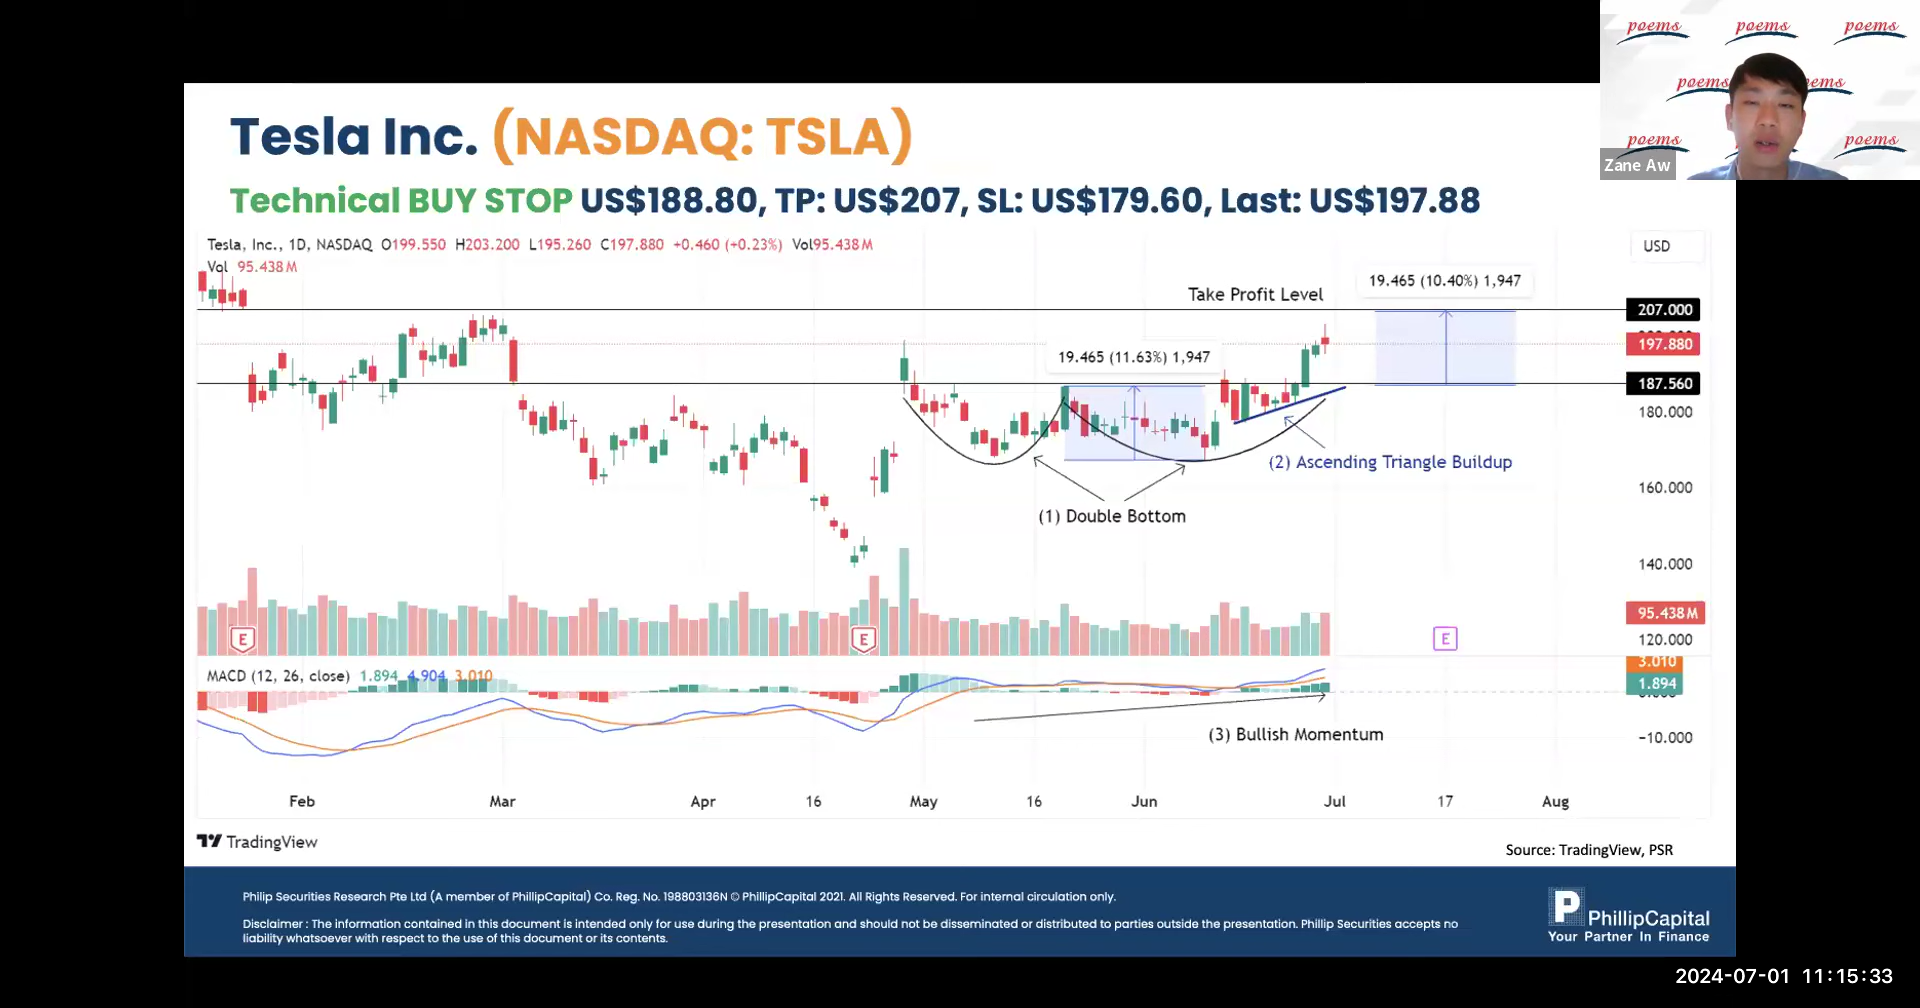 poems poems poems
poems
poems poems
Zane Aw
Tesla Inc. (NASDAQ: TSLA)
Technical BUY STOP US$188.80, TP: US$207, SL: US$179.60, Last: US$197.88
Tesla, Inc., 1D, NASDAQ O199.550 H203.200 L195.260 C197.880 +0.460 (+0.23%) Vol95.438M
USD
Vol 95.438M
19.465 (10.40%) 1,947
Take Profit Level
207.000
197.880
19.465 (11.63%) 1,947
187.560
180.000
(2) Ascending Triangle Buildup
160.000
(1) Double Bottom
140.000
95.438M
E E E
120.000
3.010
MACD (12, 26, close) 1.894 4.904 3.010
1.894
(3) Bullish Momentum
−10.000
Feb Mar Apr 16 May 16 Jun Jul 17 Aug
TradingView
Source: TradingView, PSR
Philip Securities Research Pte Ltd (A member of PhillipCapital) Co. Reg. No. 198803136N © PhillipCapital 2021. All Rights Reserved. For internal circulation only.
Disclaimer : The information contained in this document is intended only for use during the presentation and should not be disseminated or distributed to parties outside the presentation. Phillip Securities accepts no
liability whatsoever with respect to the use of this document or its contents.
P PhillipCapital
Your Partner In Finance
2024-07-01 11:15:33